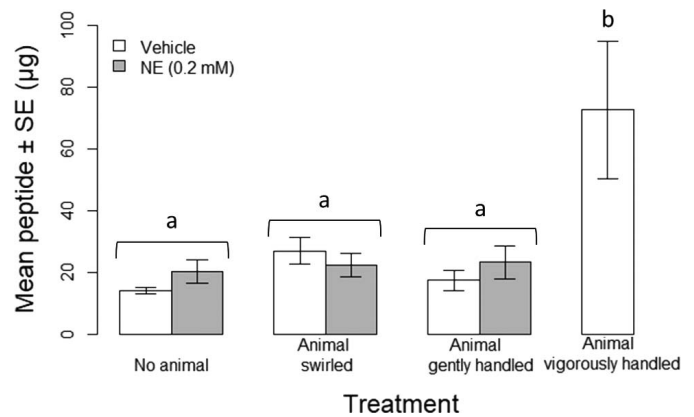 b
100
Vehicle
NE (0.2 mM)
80
60
40
20
0
Mean peptide ± SE (µg)
a
a
a
No animal
Animal
swirled
Animal
gently handled
Animal
vigorously handled
Treatment